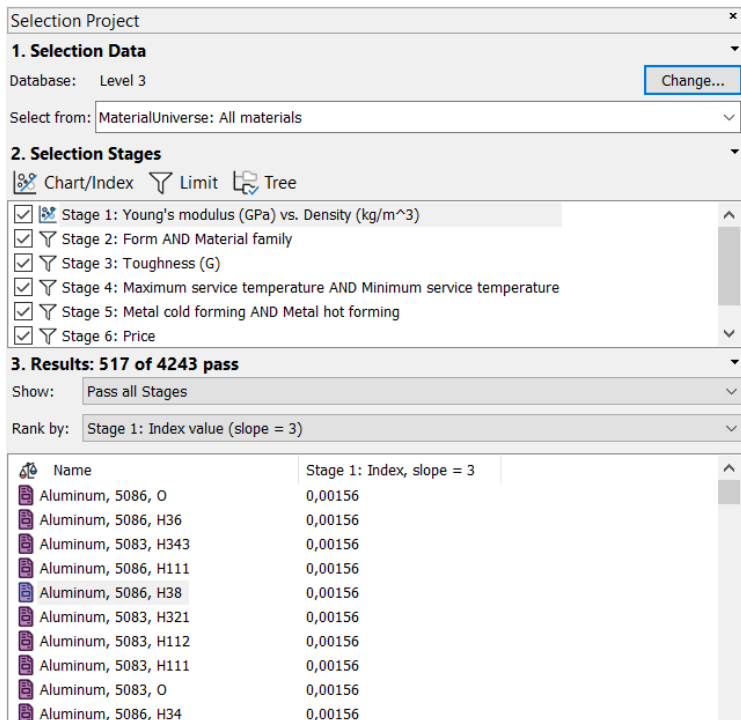 Selection Project ×
1. Selection Data
Database: Level 3 Change...
Select from: MaterialUniverse: All materials
2. Selection Stages
Chart/Index Limit Tree
Stage 1: Young's modulus (GPa) vs. Density (kg/m^3)
Stage 2: Form AND Material family
Stage 3: Toughness (G)
Stage 4: Maximum service temperature AND Minimum service temperature
Stage 5: Metal cold forming AND Metal hot forming
Stage 6: Price
3. Results: 517 of 4243 pass
Show: Pass all Stages
Rank by: Stage 1: Index value (slope = 3)
Name Stage 1: Index, slope = 3
Aluminum, 5086, O 0,00156
Aluminum, 5086, H36 0,00156
Aluminum, 5083, H343 0,00156
Aluminum, 5086, H111 0,00156
Aluminum, 5086, H38 0,00156
Aluminum, 5083, H321 0,00156
Aluminum, 5083, H112 0,00156
Aluminum, 5083, H111 0,00156
Aluminum, 5083, O 0,00156
Aluminum, 5086, H34 0,00156